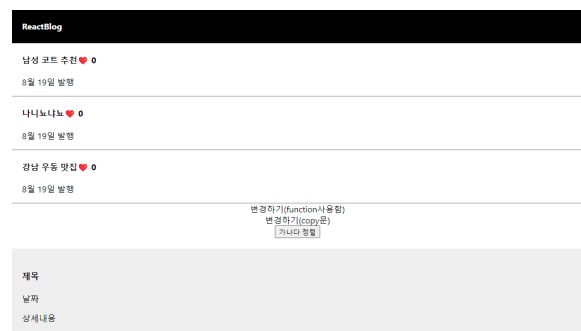 ReactBlog
남성 코트 추천❤️ 0
8월 19일 발행
나니뇨냐뇨❤️ 0
8월 19일 발행
강남 우동 맛집❤️ 0
8월 19일 발행
변경하기(function사용함)
변경하기(copy문)
가나다 정렬
제목
날짜
상세내용